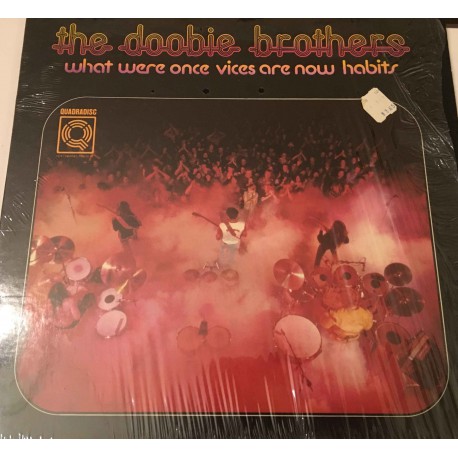 the doobie brothers
what were once vices are now habits
QUADRADISC